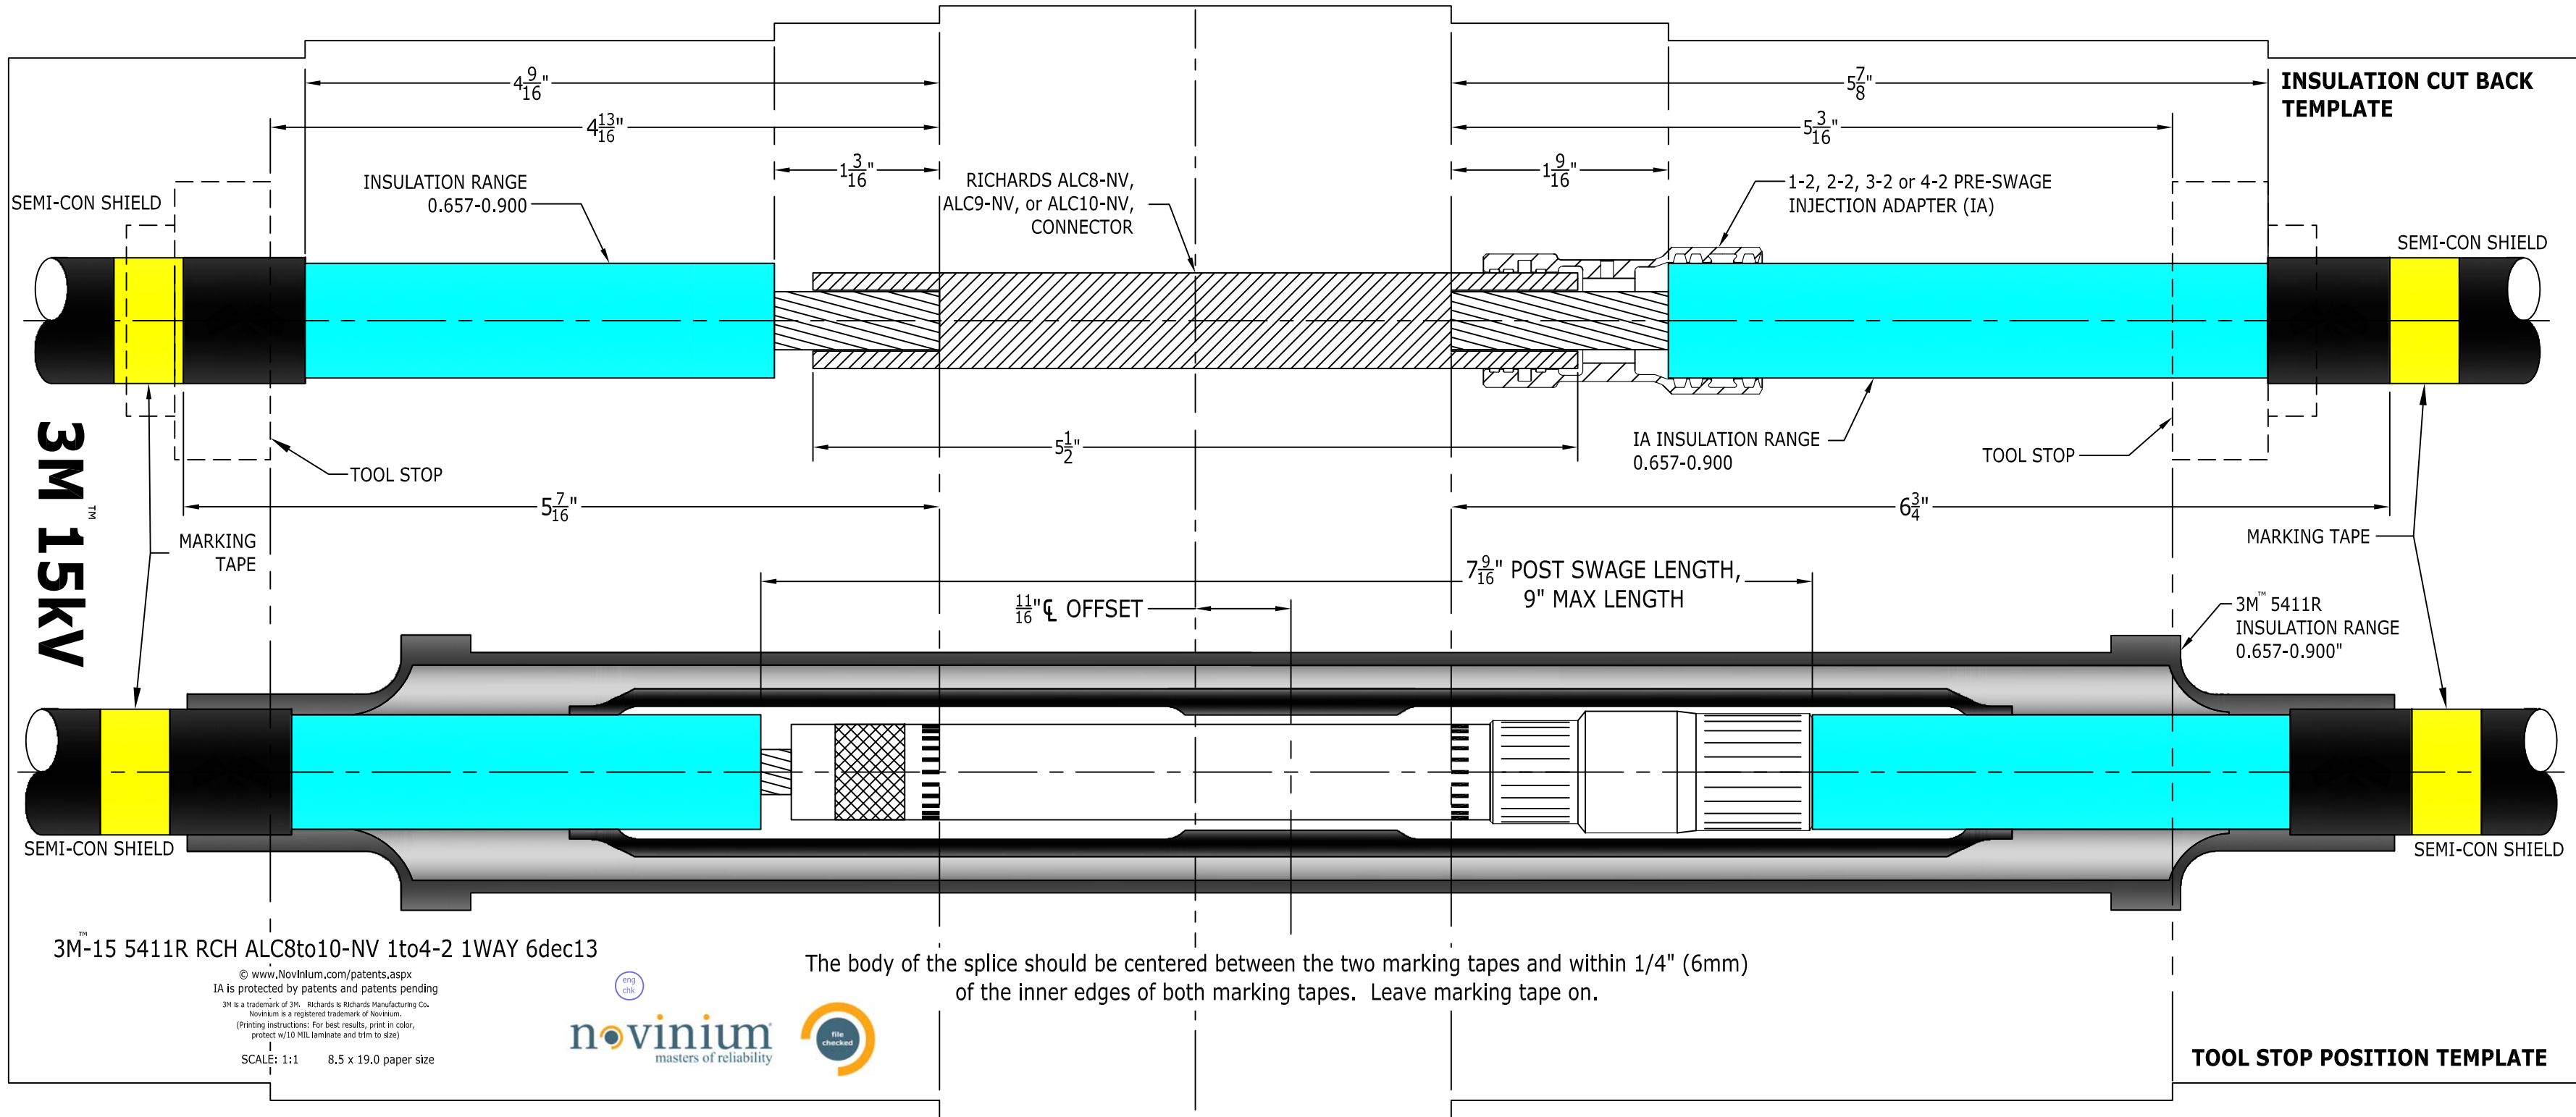 INSULATION CUT BACK
TEMPLATE
4 9/16"
5 7/8"
4 13/16"
5 3/16"
1 3/16"
1 9/16"
SEMI-CON SHIELD
INSULATION RANGE
0.657-0.900
RICHARDS ALC8-NV,
ALC9-NV, or ALC10-NV,
CONNECTOR
1-2, 2-2, 3-2 or 4-2 PRE-SWAGE
INJECTION ADAPTER (IA)
SEMI-CON SHIELD
3M™ 15kV
TOOL STOP
5 1/2"
IA INSULATION RANGE
0.657-0.900
TOOL STOP
5 7/16"
6 3/4"
MARKING
TAPE
MARKING TAPE
7 9/16" POST SWAGE LENGTH,
9" MAX LENGTH
11/16" ℄ OFFSET
3M™ 5411R
INSULATION RANGE
0.657-0.900"
SEMI-CON SHIELD
SEMI-CON SHIELD
3M™-15 5411R RCH ALC8to10-NV 1to4-2 1WAY 6dec13
© www.Novinium.com/patents.aspx
IA is protected by patents and patents pending
3M is a trademark of 3M. Richards is Richards Manufacturing Co.
Novinium is a registered trademark of Novinium.
(Printing instructions: For best results, print in color,
protect w/10 MIL laminate and trim to size)
SCALE: 1:1 8.5 x 19.0 paper size
eng
chk
novinium
masters of reliability
file
checked
The body of the splice should be centered between the two marking tapes and within 1/4" (6mm)
of the inner edges of both marking tapes. Leave marking tape on.
TOOL STOP POSITION TEMPLATE